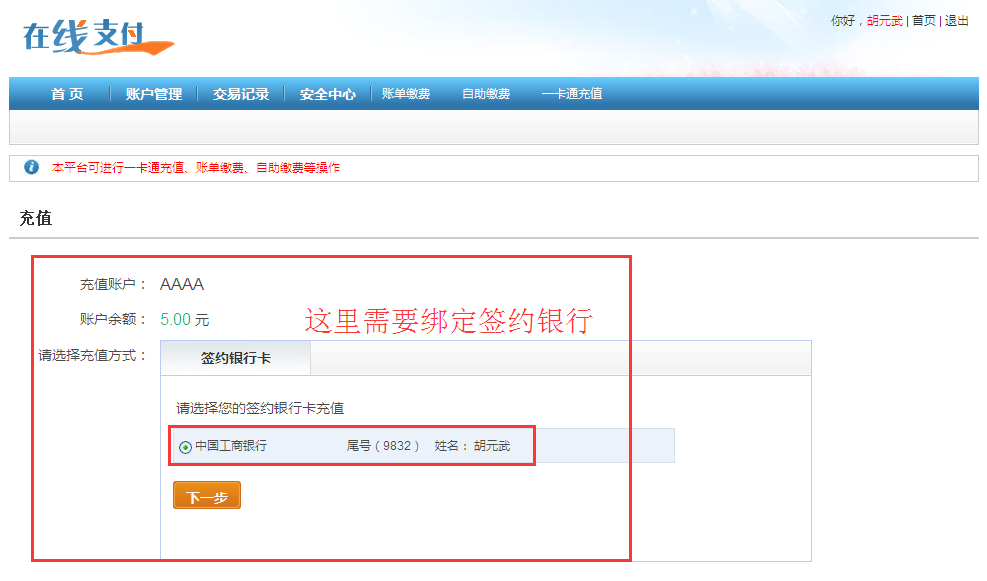 在线支付
你好，胡元武 | 首页 | 退出
首 页 账户管理 交易记录 安全中心 账单缴费 自助缴费 一卡通充值
本平台可进行一卡通充值、账单缴费、自助缴费等操作
充值
充值账户： AAAA
账户余额： 5.00 元
这里需要绑定签约银行
请选择充值方式： 签约银行卡
请选择您的签约银行卡充值
中国工商银行 尾号（9832） 姓名： 胡元武
下一步